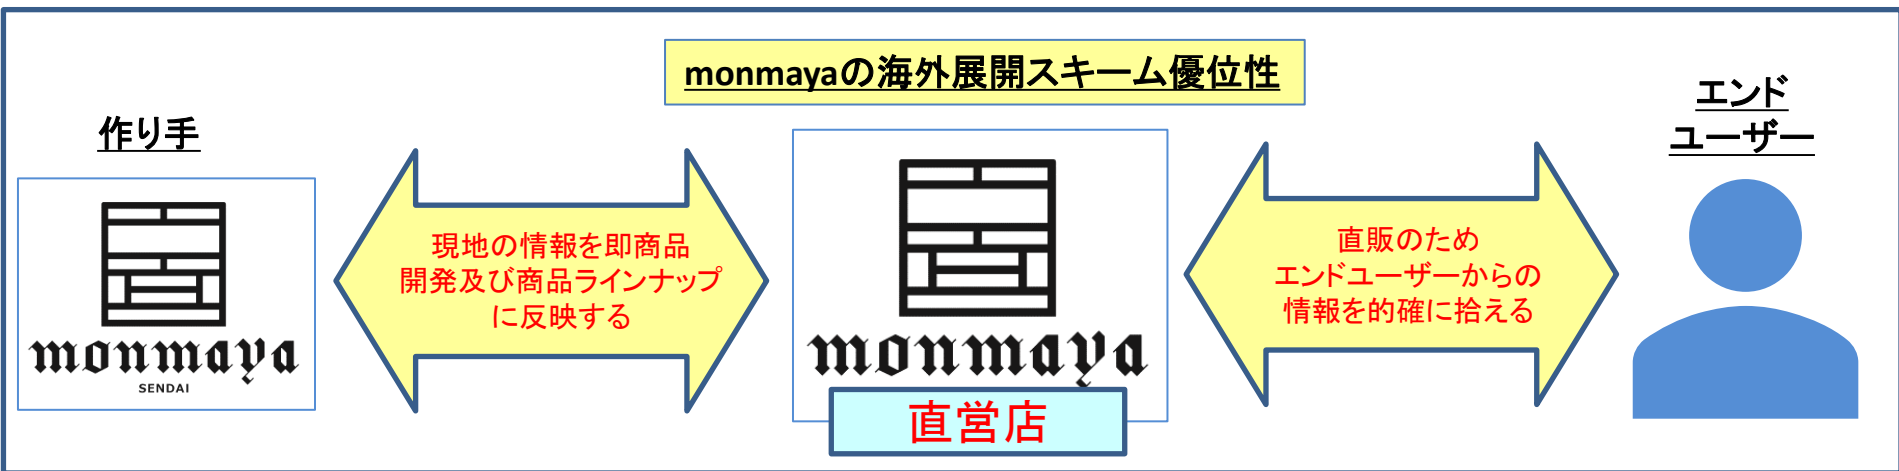 monmayaの海外展開スキーム優位性
作り手
monmaya
SENDAI
現地の情報を即商品
開発及び商品ラインナップ
に反映する
monmaya
直営店
直販のため
エンドユーザーからの
情報を的確に拾える
エンド
ユーザー